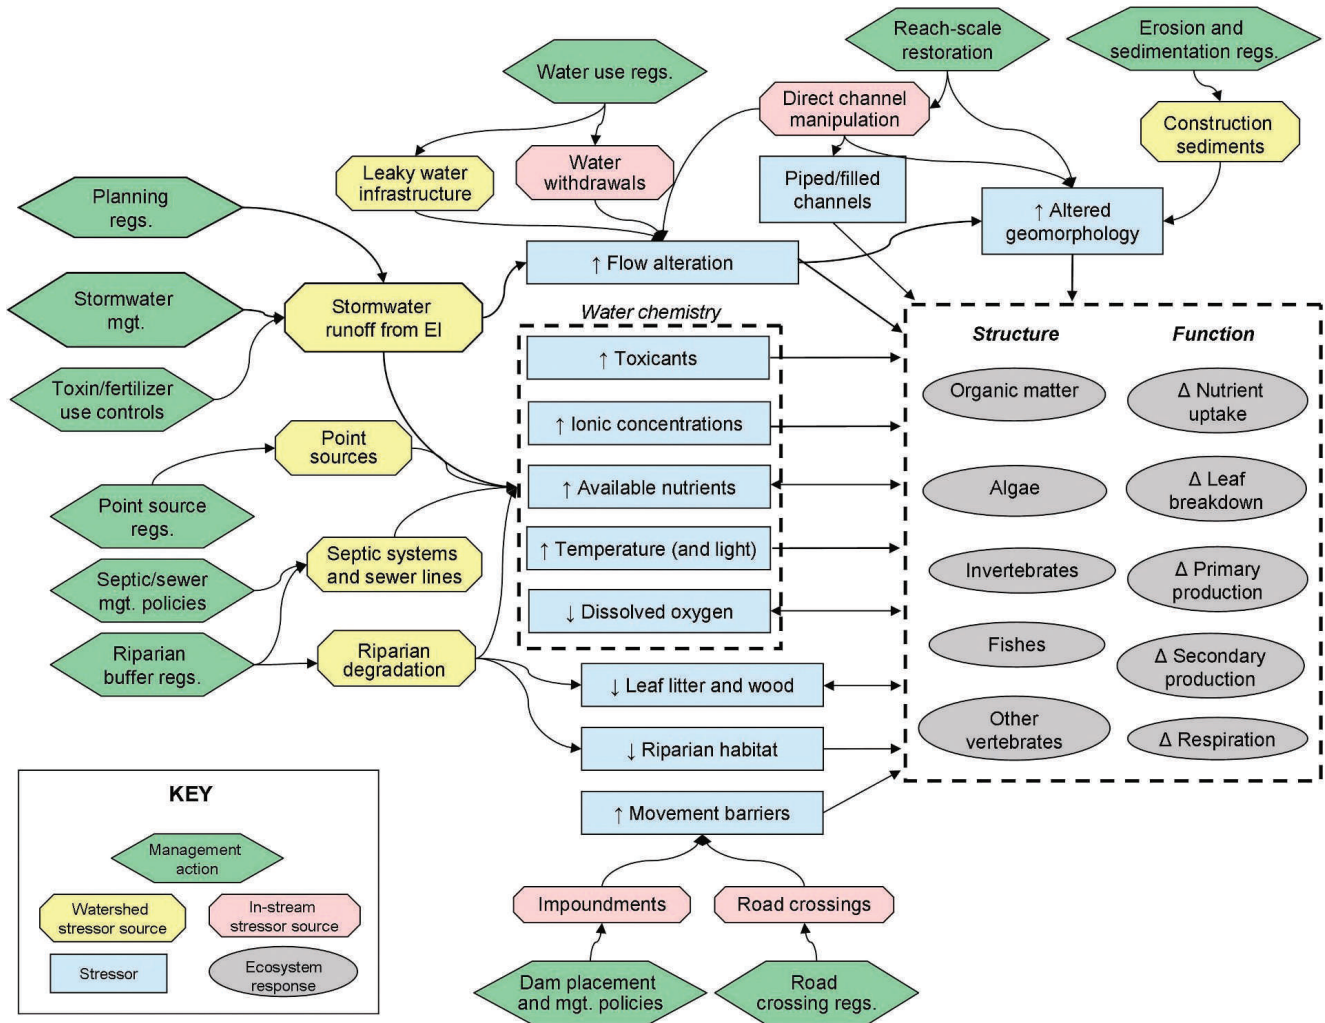 Reach-scale
restoration
Erosion and
sedimentation regs.
Water use regs.
Direct channel
manipulation
Construction
sediments
Leaky water
infrastructure
Water
withdrawals
Piped/filled
channels
Planning
regs.
↑ Altered
geomorphology
↑ Flow alteration
Stormwater
mgt.
Stormwater
runoff from EI
Water chemistry
Structure
Function
↑ Toxicants
Toxin/fertilizer
use controls
Organic matter
Δ Nutrient
uptake
↑ Ionic concentrations
Point
sources
↑ Available nutrients
Algae
Δ Leaf
breakdown
Point source
regs.
↑ Temperature (and light)
Septic systems
and sewer lines
Invertebrates
Δ Primary
production
Septic/sewer
mgt. policies
↓ Dissolved oxygen
Riparian
buffer regs.
Riparian
degradation
Fishes
Δ Secondary
production
↓ Leaf litter and wood
Other
vertebrates
Δ Respiration
↓ Riparian habitat
↑ Movement barriers
Impoundments
Road crossings
Dam placement
and mgt. policies
Road
crossing regs.
KEY
Management
action
Watershed
stressor source
In-stream
stressor source
Stressor
Ecosystem
response